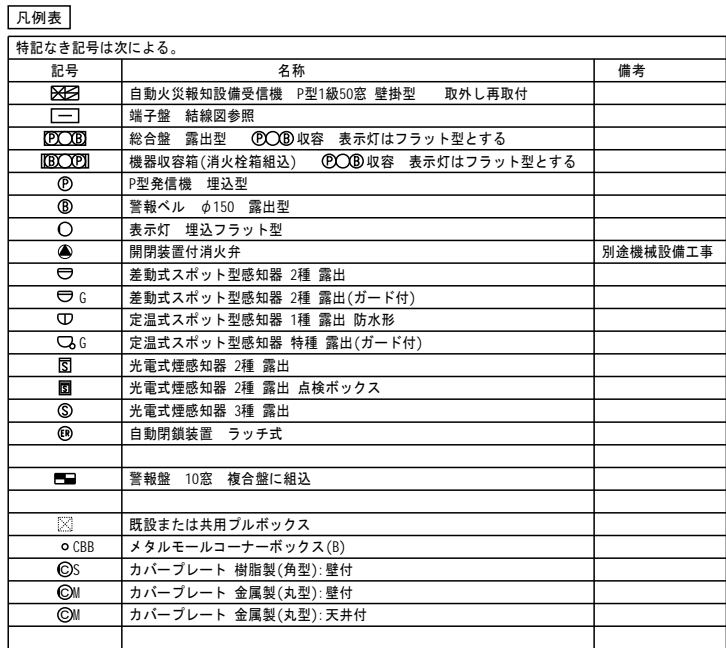 凡例表
特記なき記号は次による。
記号 名称 備考
自動火災報知設備受信機 P型1級50窓 壁掛型 取外し再取付
端子盤 結線図参照
P B 総合盤 露出型 P B 収容 表示灯はフラット型とする
B P 機器収容箱(消火栓箱組込) P B 収容 表示灯はフラット型とする
P P型発信機 埋込型
B 警報ベル φ150 露出型
表示灯 埋込フラット型
開閉装置付消火弁 別途機械設備工事
差動式スポット型感知器 2種 露出
G 差動式スポット型感知器 2種 露出(ガード付)
定温式スポット型感知器 1種 露出 防水形
G 定温式スポット型感知器 特種 露出(ガード付)
S 光電式煙感知器 2種 露出
S 光電式煙感知器 2種 露出 点検ボックス
S 光電式煙感知器 3種 露出
ER 自動閉鎖装置 ラッチ式
警報盤 10窓 複合盤に組込
既設または共用プルボックス
CBB メタルモールコーナーボックス(B)
ⒸS カバープレート 樹脂製(角型):壁付
ⒸM カバープレート 金属製(丸型):壁付
ⒸM カバープレート 金属製(丸型):天井付